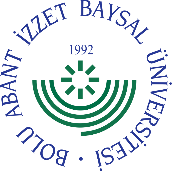 BOLU ABANT İZZET BAYSAL ÜNİVERSİTESİ •
1992